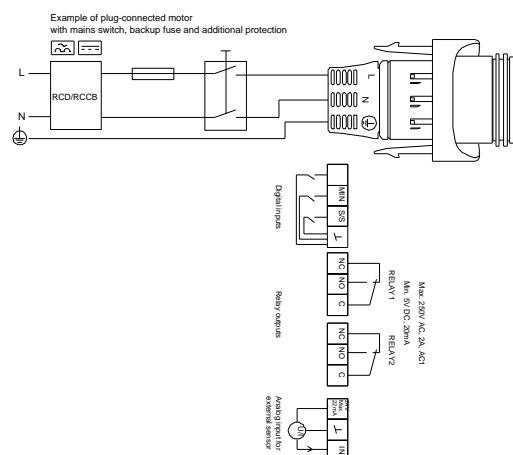 Example of plug-connected motor
with mains switch, backup fuse and additional protection
L
RCD/RCCB
N
L
N
Digital inputs
MIN
S/S
Relay outputs
NC
NO
C
RELAY1
NC
NO
C
RELAY2
Max. 250V AC, 2A, AC1
Min. 5V DC, 20mA
Analog input for
external sensor
Max.
22mA
IN
U/I